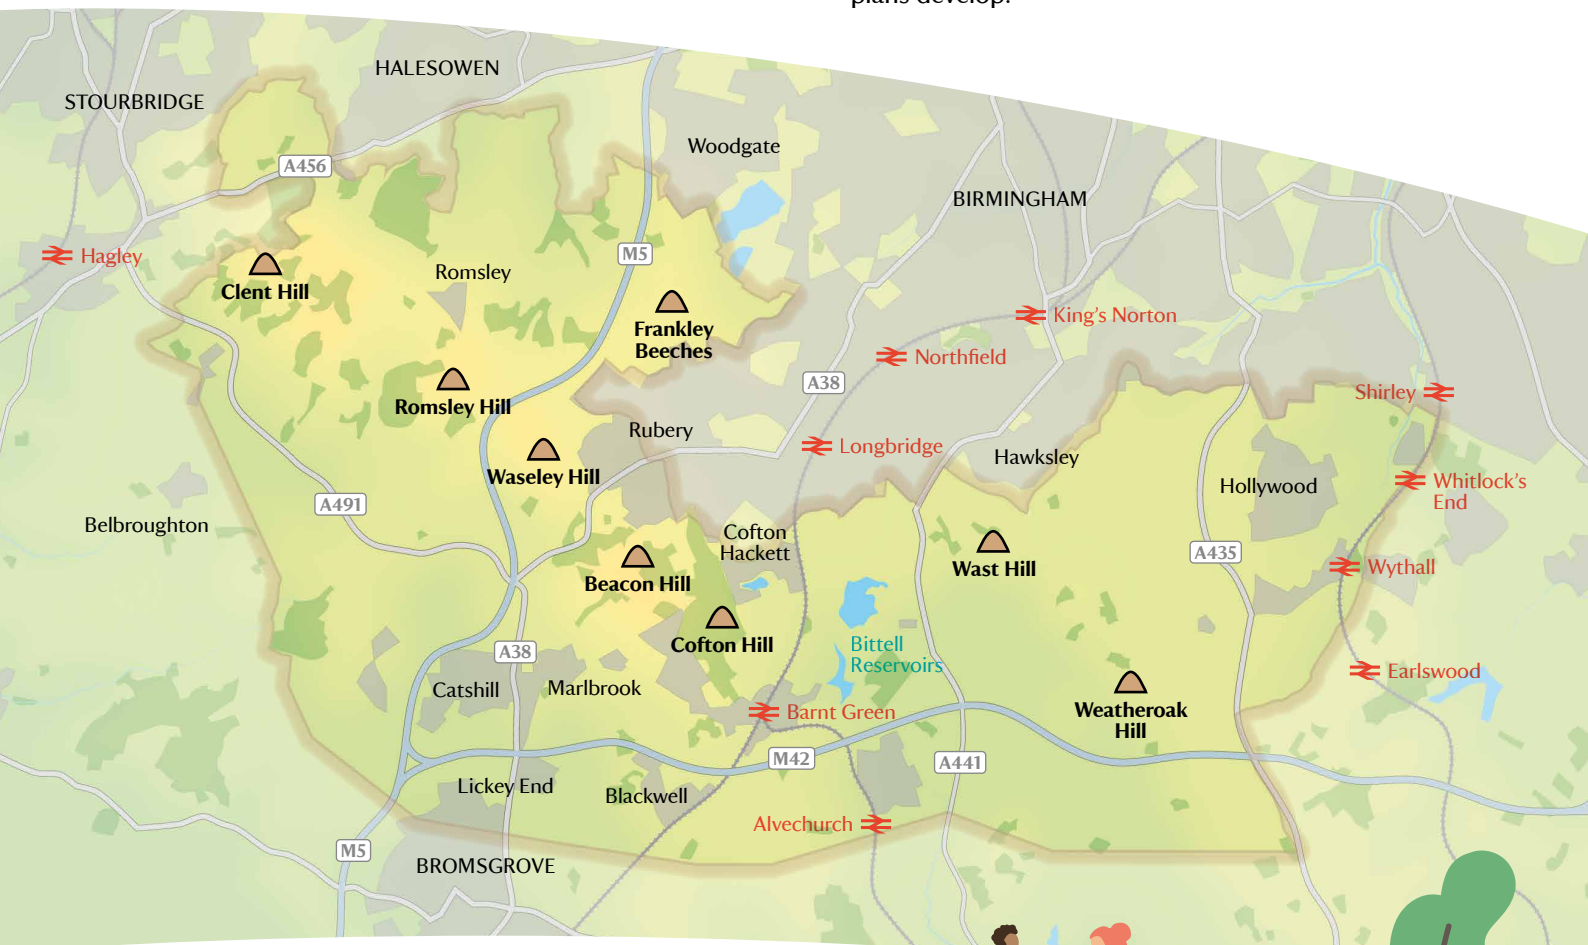 plans develop.
HALESOWEN
STOURBRIDGE
Woodgate
A456
BIRMINGHAM
M5
Hagley
Romsley
Clent Hill
Frankley
Beeches
King's Norton
Northfield
A38
Shirley
Romsley Hill
Rubery
Longbridge
Hawksley
Waseley Hill
Hollywood
Whitlock's
End
A491
Belbroughton
Cofton
Hackett
A435
Beacon Hill
Wast Hill
Wythall
Cofton Hill
Bittell
Reservoirs
A38
Earlswood
Catshill
Marlbrook
Barnt Green
Weatheroak
Hill
M42
A441
Lickey End
Blackwell
Alvechurch
M5
BROMSGROVE